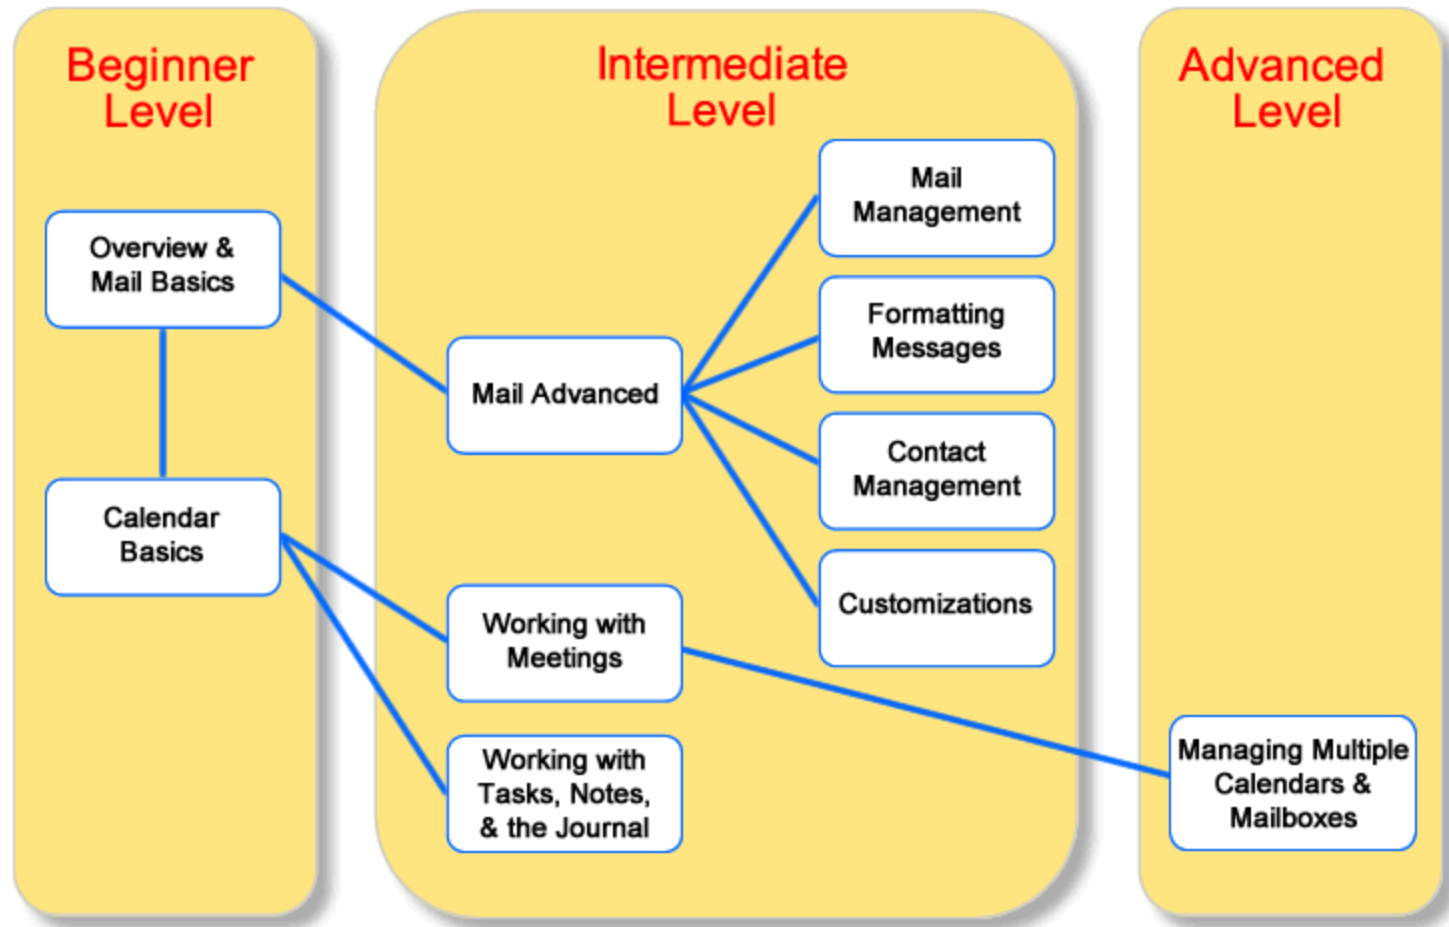 Beginner
Level
Overview &
Mail Basics
Calendar
Basics
Intermediate
Level
Mail Advanced
Mail
Management
Formatting
Messages
Contact
Management
Customizations
Working with
Meetings
Working with
Tasks, Notes,
& the Journal
Advanced
Level
Managing Multiple
Calendars &
Mailboxes